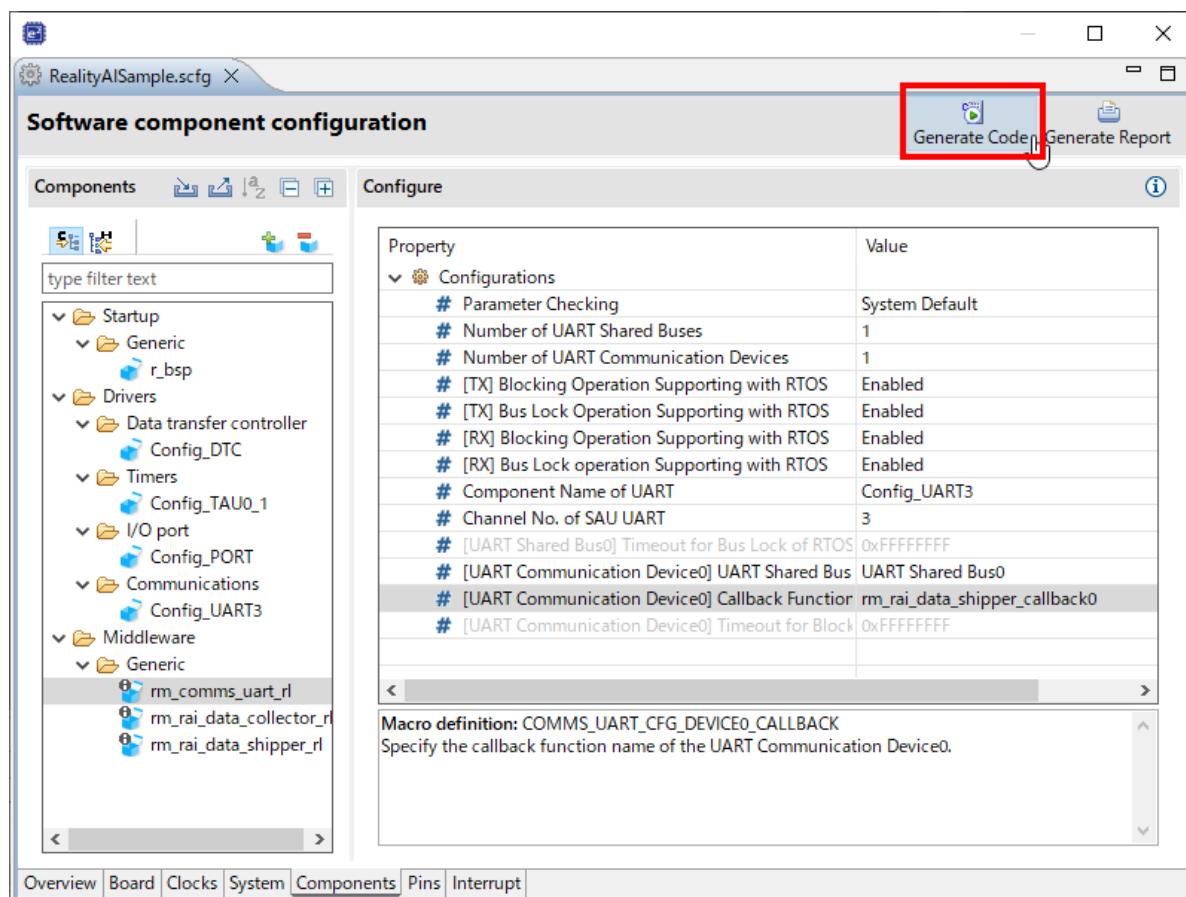 RealityAISample.scfg
Software component configuration
Generate Code
Generate Report
Components
Configure
type filter text
Startup
Generic
r_bsp
Drivers
Data transfer controller
Config_DTC
Timers
Config_TAU0_1
I/O port
Config_PORT
Communications
Config_UART3
Middleware
Generic
rm_comms_uart_rl
rm_rai_data_collector_rl
rm_rai_data_shipper_rl
Property Value
Configurations
# Parameter Checking System Default
# Number of UART Shared Buses 1
# Number of UART Communication Devices 1
# [TX] Blocking Operation Supporting with RTOS Enabled
# [TX] Bus Lock Operation Supporting with RTOS Enabled
# [RX] Blocking Operation Supporting with RTOS Enabled
# [RX] Bus Lock operation Supporting with RTOS Enabled
# Component Name of UART Config_UART3
# Channel No. of SAU UART 3
# [UART Shared Bus0] Timeout for Bus Lock of RTOS 0xFFFFFFFF
# [UART Communication Device0] UART Shared Bus UART Shared Bus0
# [UART Communication Device0] Callback Function rm_rai_data_shipper_callback0
# [UART Communication Device0] Timeout for Block 0xFFFFFFFF
Macro definition: COMMS_UART_CFG_DEVICE0_CALLBACK
Specify the callback function name of the UART Communication Device0.
Overview Board Clocks System Components Pins Interrupt